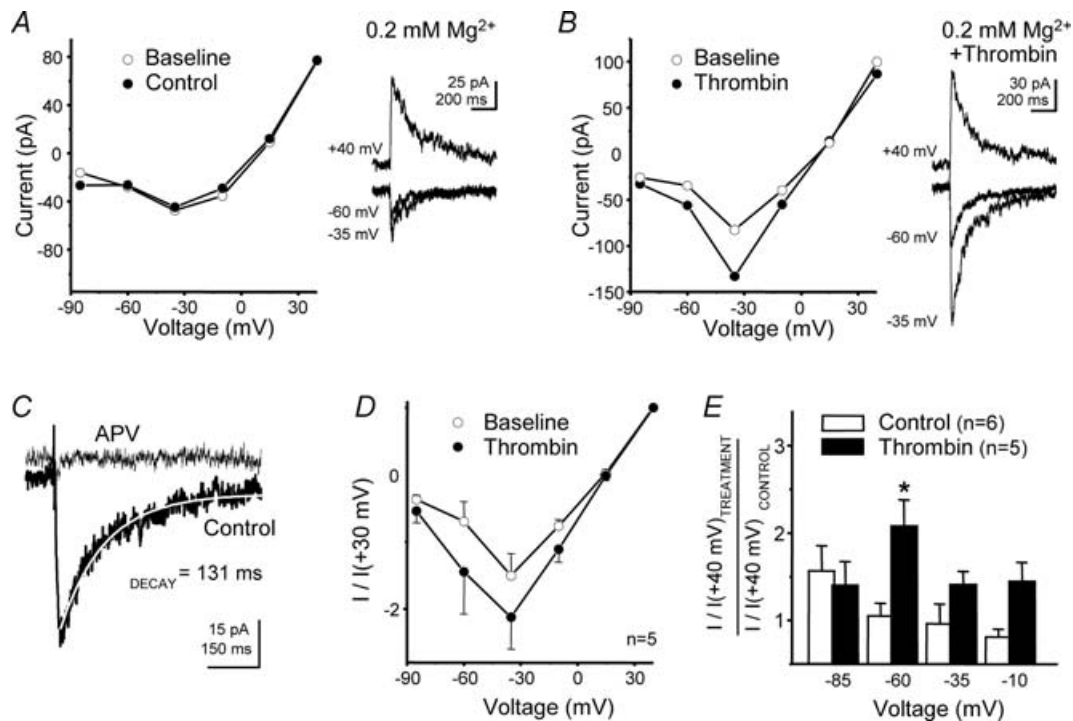 A
Baseline
Control
0.2 mM Mg²⁺
25 pA
200 ms
+40 mV
-60 mV
-35 mV
80
40
0
-40
-80
Current (pA)
-90 -60 -30 0 30
Voltage (mV)
B
Baseline
Thrombin
0.2 mM Mg²⁺
+Thrombin
30 pA
200 ms
+40 mV
-60 mV
-35 mV
100
50
0
-50
-100
-150
Current (pA)
-90 -60 -30 0 30
Voltage (mV)
C
APV
Control
DECAY = 131 ms
15 pA
150 ms
D
Baseline
Thrombin
0
-2
I / I(+30 mV)
n=5
-90 -60 -30 0 30
Voltage (mV)
E
Control (n=6)
Thrombin (n=5)
*
I / I(+40 mV)TREATMENT
I / I(+40 mV)CONTROL
3
2
1
-85 -60 -35 -10
Voltage (mV)